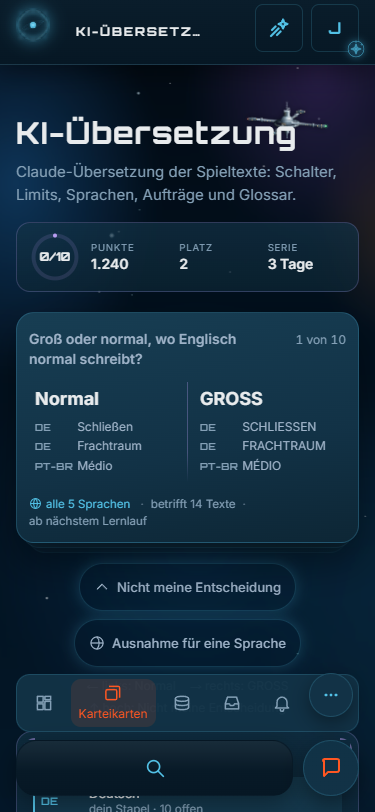 KI-ÜBERSETZ…
KI-Übersetzung
Claude-Übersetzung der Spieltexte: Schalter,
Limits, Sprachen, Aufträge und Glossar.
0/10
PUNKTE PLATZ SERIE
1.240 2 3 Tage
Groß oder normal, wo Englisch
normal schreibt?
1 von 10
Normal GROSS
DE Schließen DE SCHLIESSEN
DE Frachtraum DE FRACHTRAUM
PT-BR Médio PT-BR MÉDIO
alle 5 Sprachen · betrifft 14 Texte ·
ab nächstem Lernlauf
Nicht meine Entscheidung
Ausnahme für eine Sprache
Karteikarten
Deutsch
DE
dein Stapel · 10 offen